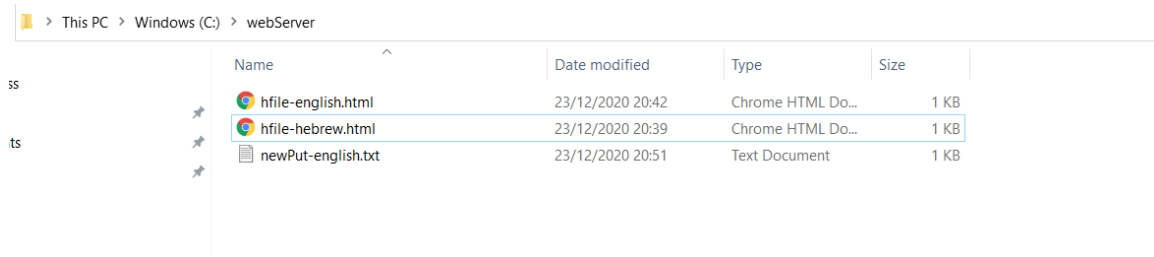 This PC > Windows (C:) > webServer
Name Date modified Type Size
ss
hfile-english.html 23/12/2020 20:42 Chrome HTML Do... 1 KB
hfile-hebrew.html 23/12/2020 20:39 Chrome HTML Do... 1 KB
its
newPut-english.txt 23/12/2020 20:51 Text Document 1 KB